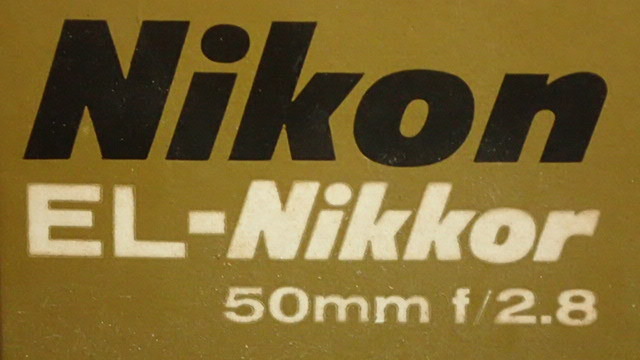 Nikon
EL-Nikkor
50mm f/2.8